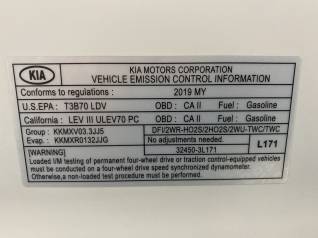 KIA
KIA MOTORS CORPORATION
VEHICLE EMISSION CONTROL INFORMATION
Conforms to regulations : 2019 MY
U.S.EPA : T3B70 LDV OBD : CA II Fuel : Gasoline
California : LEV III ULEV70 PC OBD : CA II Fuel : Gasoline
Group : KKMXV03.3JJ5 DFI/2WR-HO2S/2HO2S/2WU-TWC/TWC
Evap. : KKMXR0132JJG No adjustments needed. L171
[WARNING] 32450-3L171
Loaded I/M testing of permanent four-wheel drive or traction control-equipped vehicles
must be conducted on a four-wheel drive speed synchronized dynamometer.
Otherwise, testing must be conducted in a non-loaded mode.